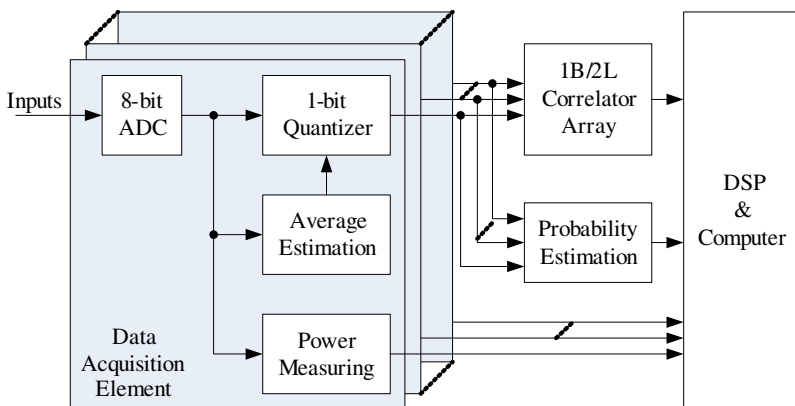 Inputs
8-bit
ADC
1-bit
Quantizer
Average
Estimation
Power
Measuring
Data
Acquisition
Element
1B/2L
Correlator
Array
Probability
Estimation
DSP
&
Computer